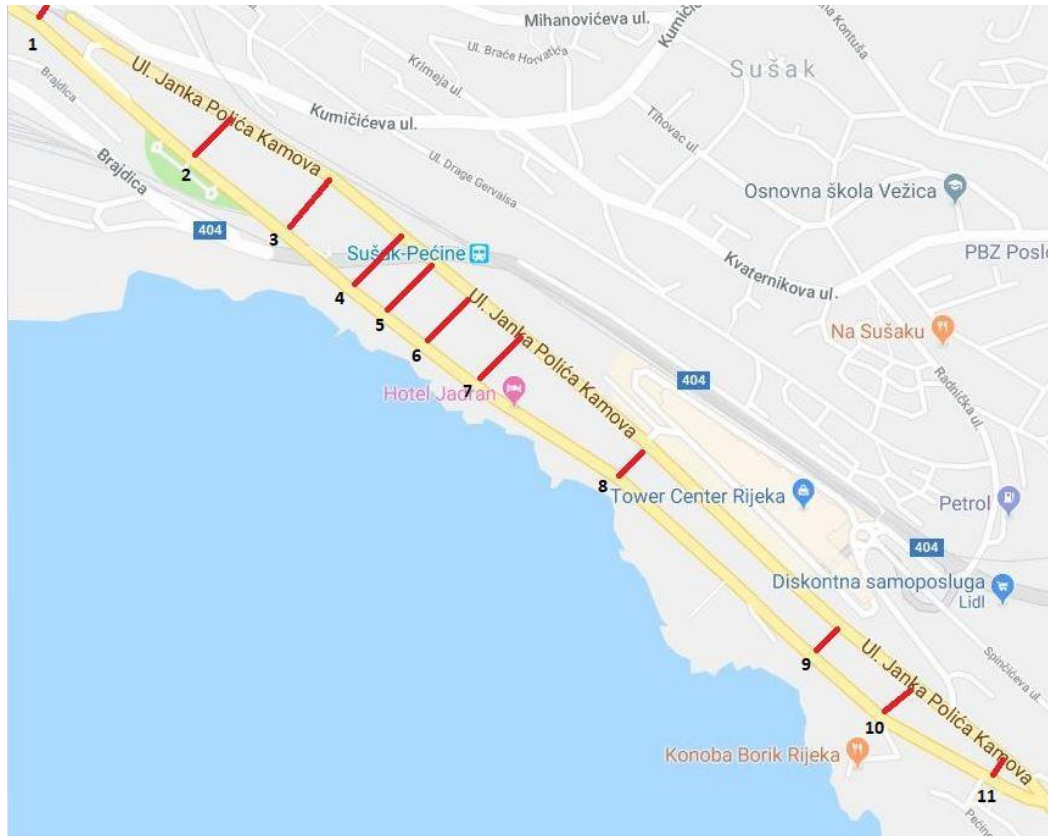 Mihanovićeva ul.
Ul. Braće Horvatića
Kumičićeva
Kontuša
Krimeja ul.
Sušak
1
Brajdica
Ul. Janka Polića Kamova
Kumičićeva ul.
Tihovac ul.
Ul. Drage Gervaisa
2
Brajdica
Osnovna škola Vežica
404
3
Sušak-Pećine
PBZ Poslo
Kvaternikova ul.
4
5
Ul. Janka Polića Kamova
Na Sušaku
6
Radnička ul.
7
Hotel Jadran
404
8
Tower Center Rijeka
Petrol
404
Diskontna samoposluga
Lidl
9
Ul. Janka Polića Kamova
Spinčićeva ul.
10
Konoba Borik Rijeka
11